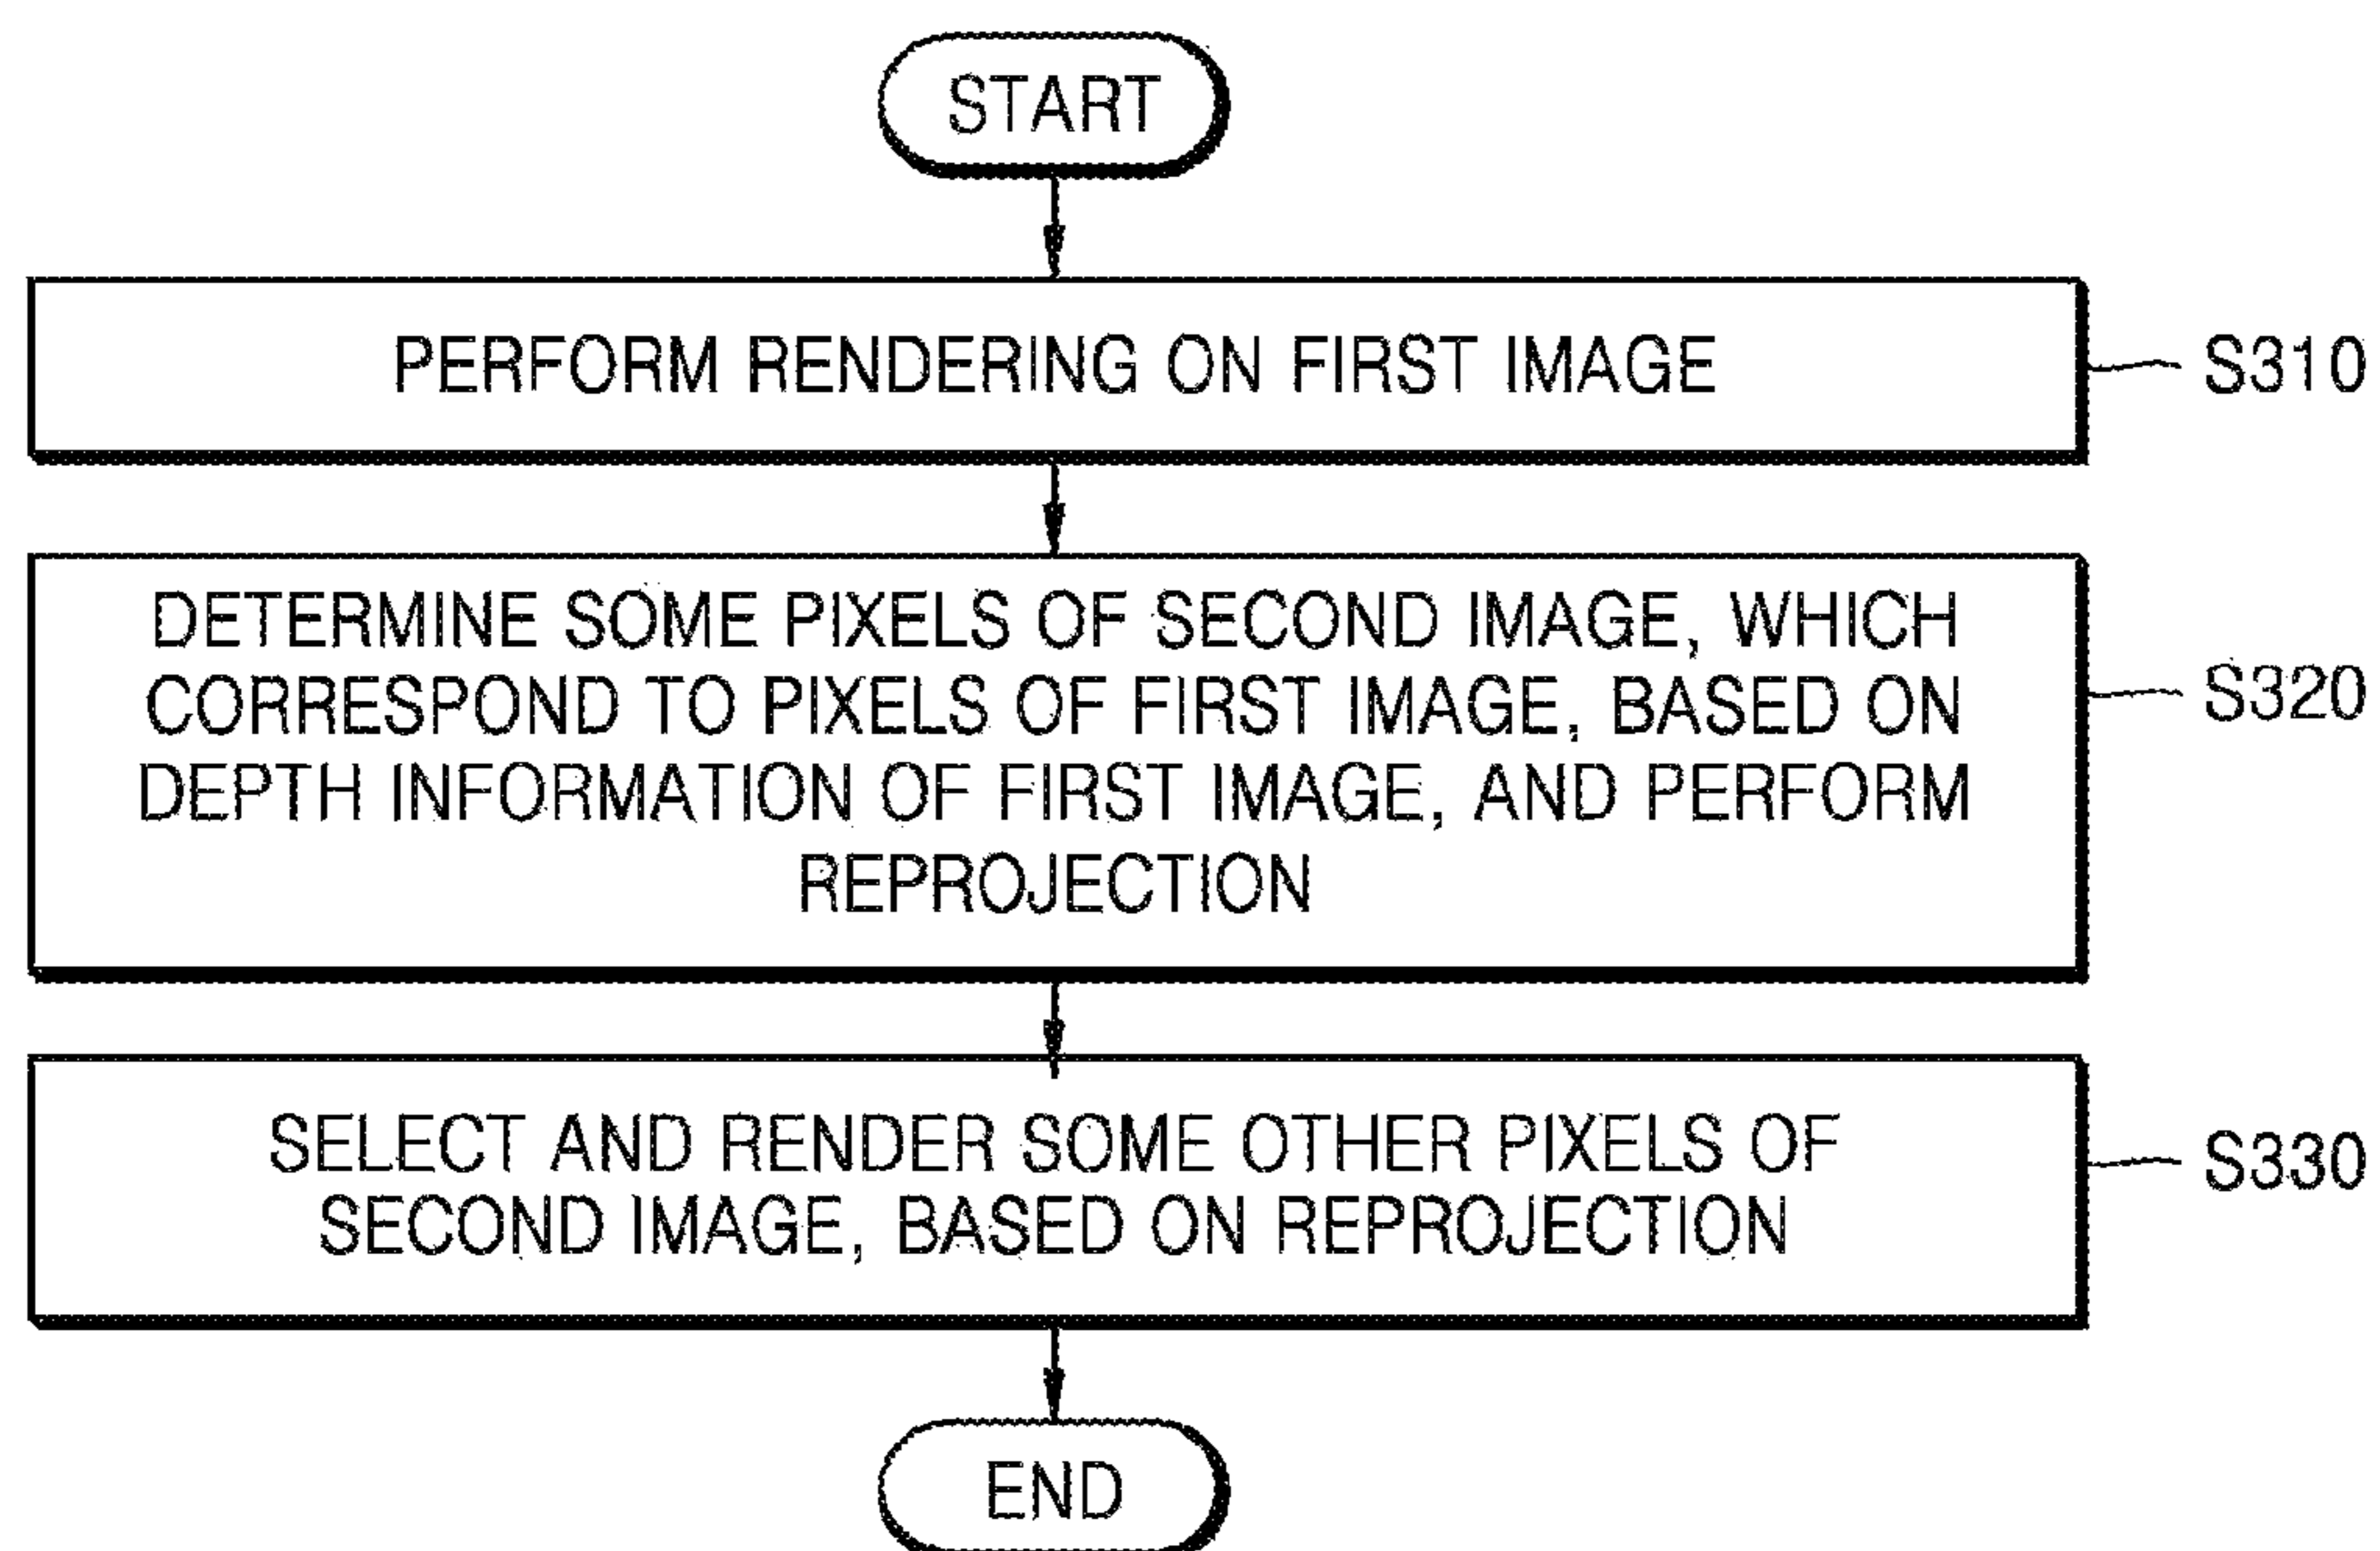 START
PERFORM RENDERING ON FIRST IMAGE
S310
DETERMINE SOME PIXELS OF SECOND IMAGE, WHICH
CORRESPOND TO PIXELS OF FIRST IMAGE, BASED ON
DEPTH INFORMATION OF FIRST IMAGE, AND PERFORM
REPROJECTION
S320
SELECT AND RENDER SOME OTHER PIXELS OF
SECOND IMAGE, BASED ON REPROJECTION
S330
END